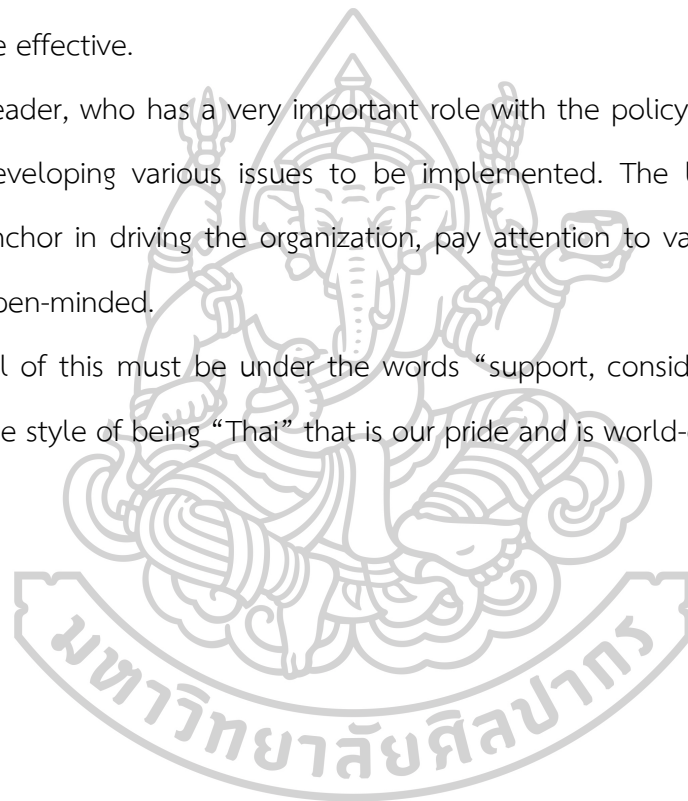 e effective.
eader, who has a very important role with the policy
eveloping various issues to be implemented. The
nchor in driving the organization, pay attention to va
pen-minded.
l of this must be under the words “support, consid
e style of being “Thai” that is our pride and is world-
มหาวิทยาลัยศิลปากร